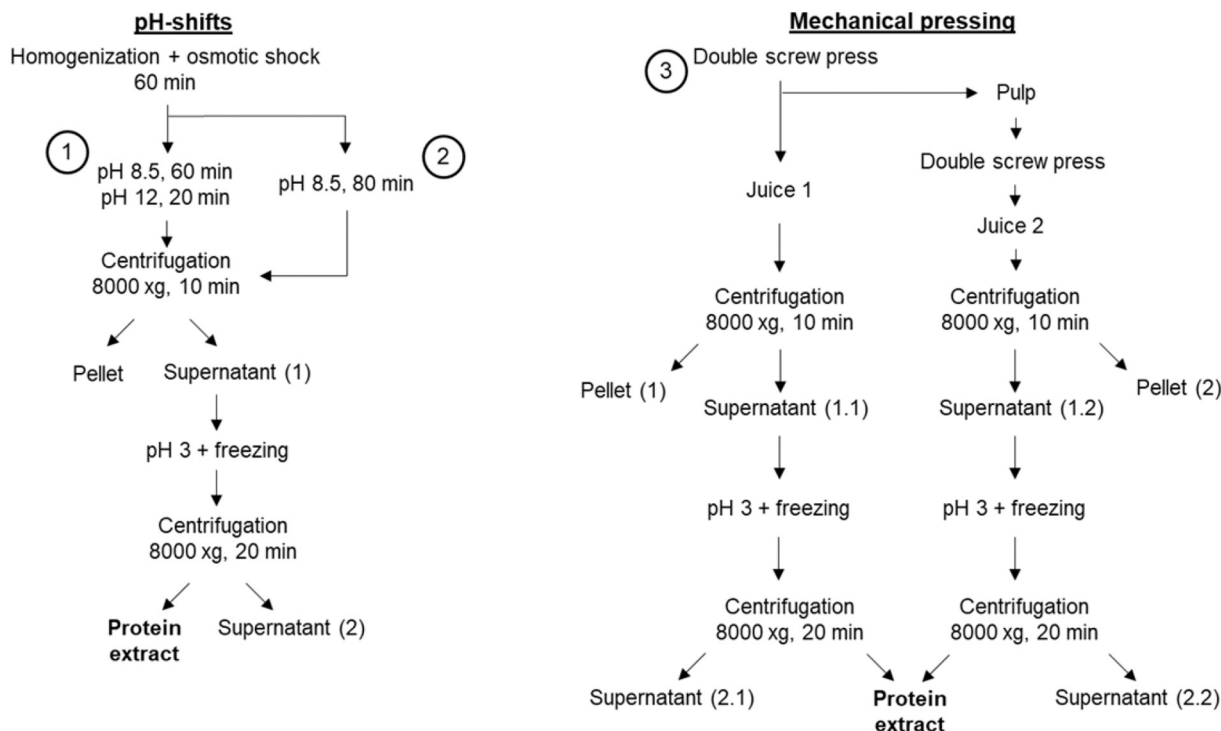 pH-shifts
Homogenization + osmotic shock
60 min
1
pH 8.5, 60 min
pH 12, 20 min
2
pH 8.5, 80 min
Centrifugation
8000 xg, 10 min
Pellet
Supernatant (1)
pH 3 + freezing
Centrifugation
8000 xg, 20 min
Protein
extract
Supernatant (2)
Mechanical pressing
3
Double screw press
Pulp
Double screw press
Juice 1
Juice 2
Centrifugation
8000 xg, 10 min
Centrifugation
8000 xg, 10 min
Pellet (1)
Supernatant (1.1)
Supernatant (1.2)
Pellet (2)
pH 3 + freezing
pH 3 + freezing
Centrifugation
8000 xg, 20 min
Centrifugation
8000 xg, 20 min
Supernatant (2.1)
Protein
extract
Supernatant (2.2)